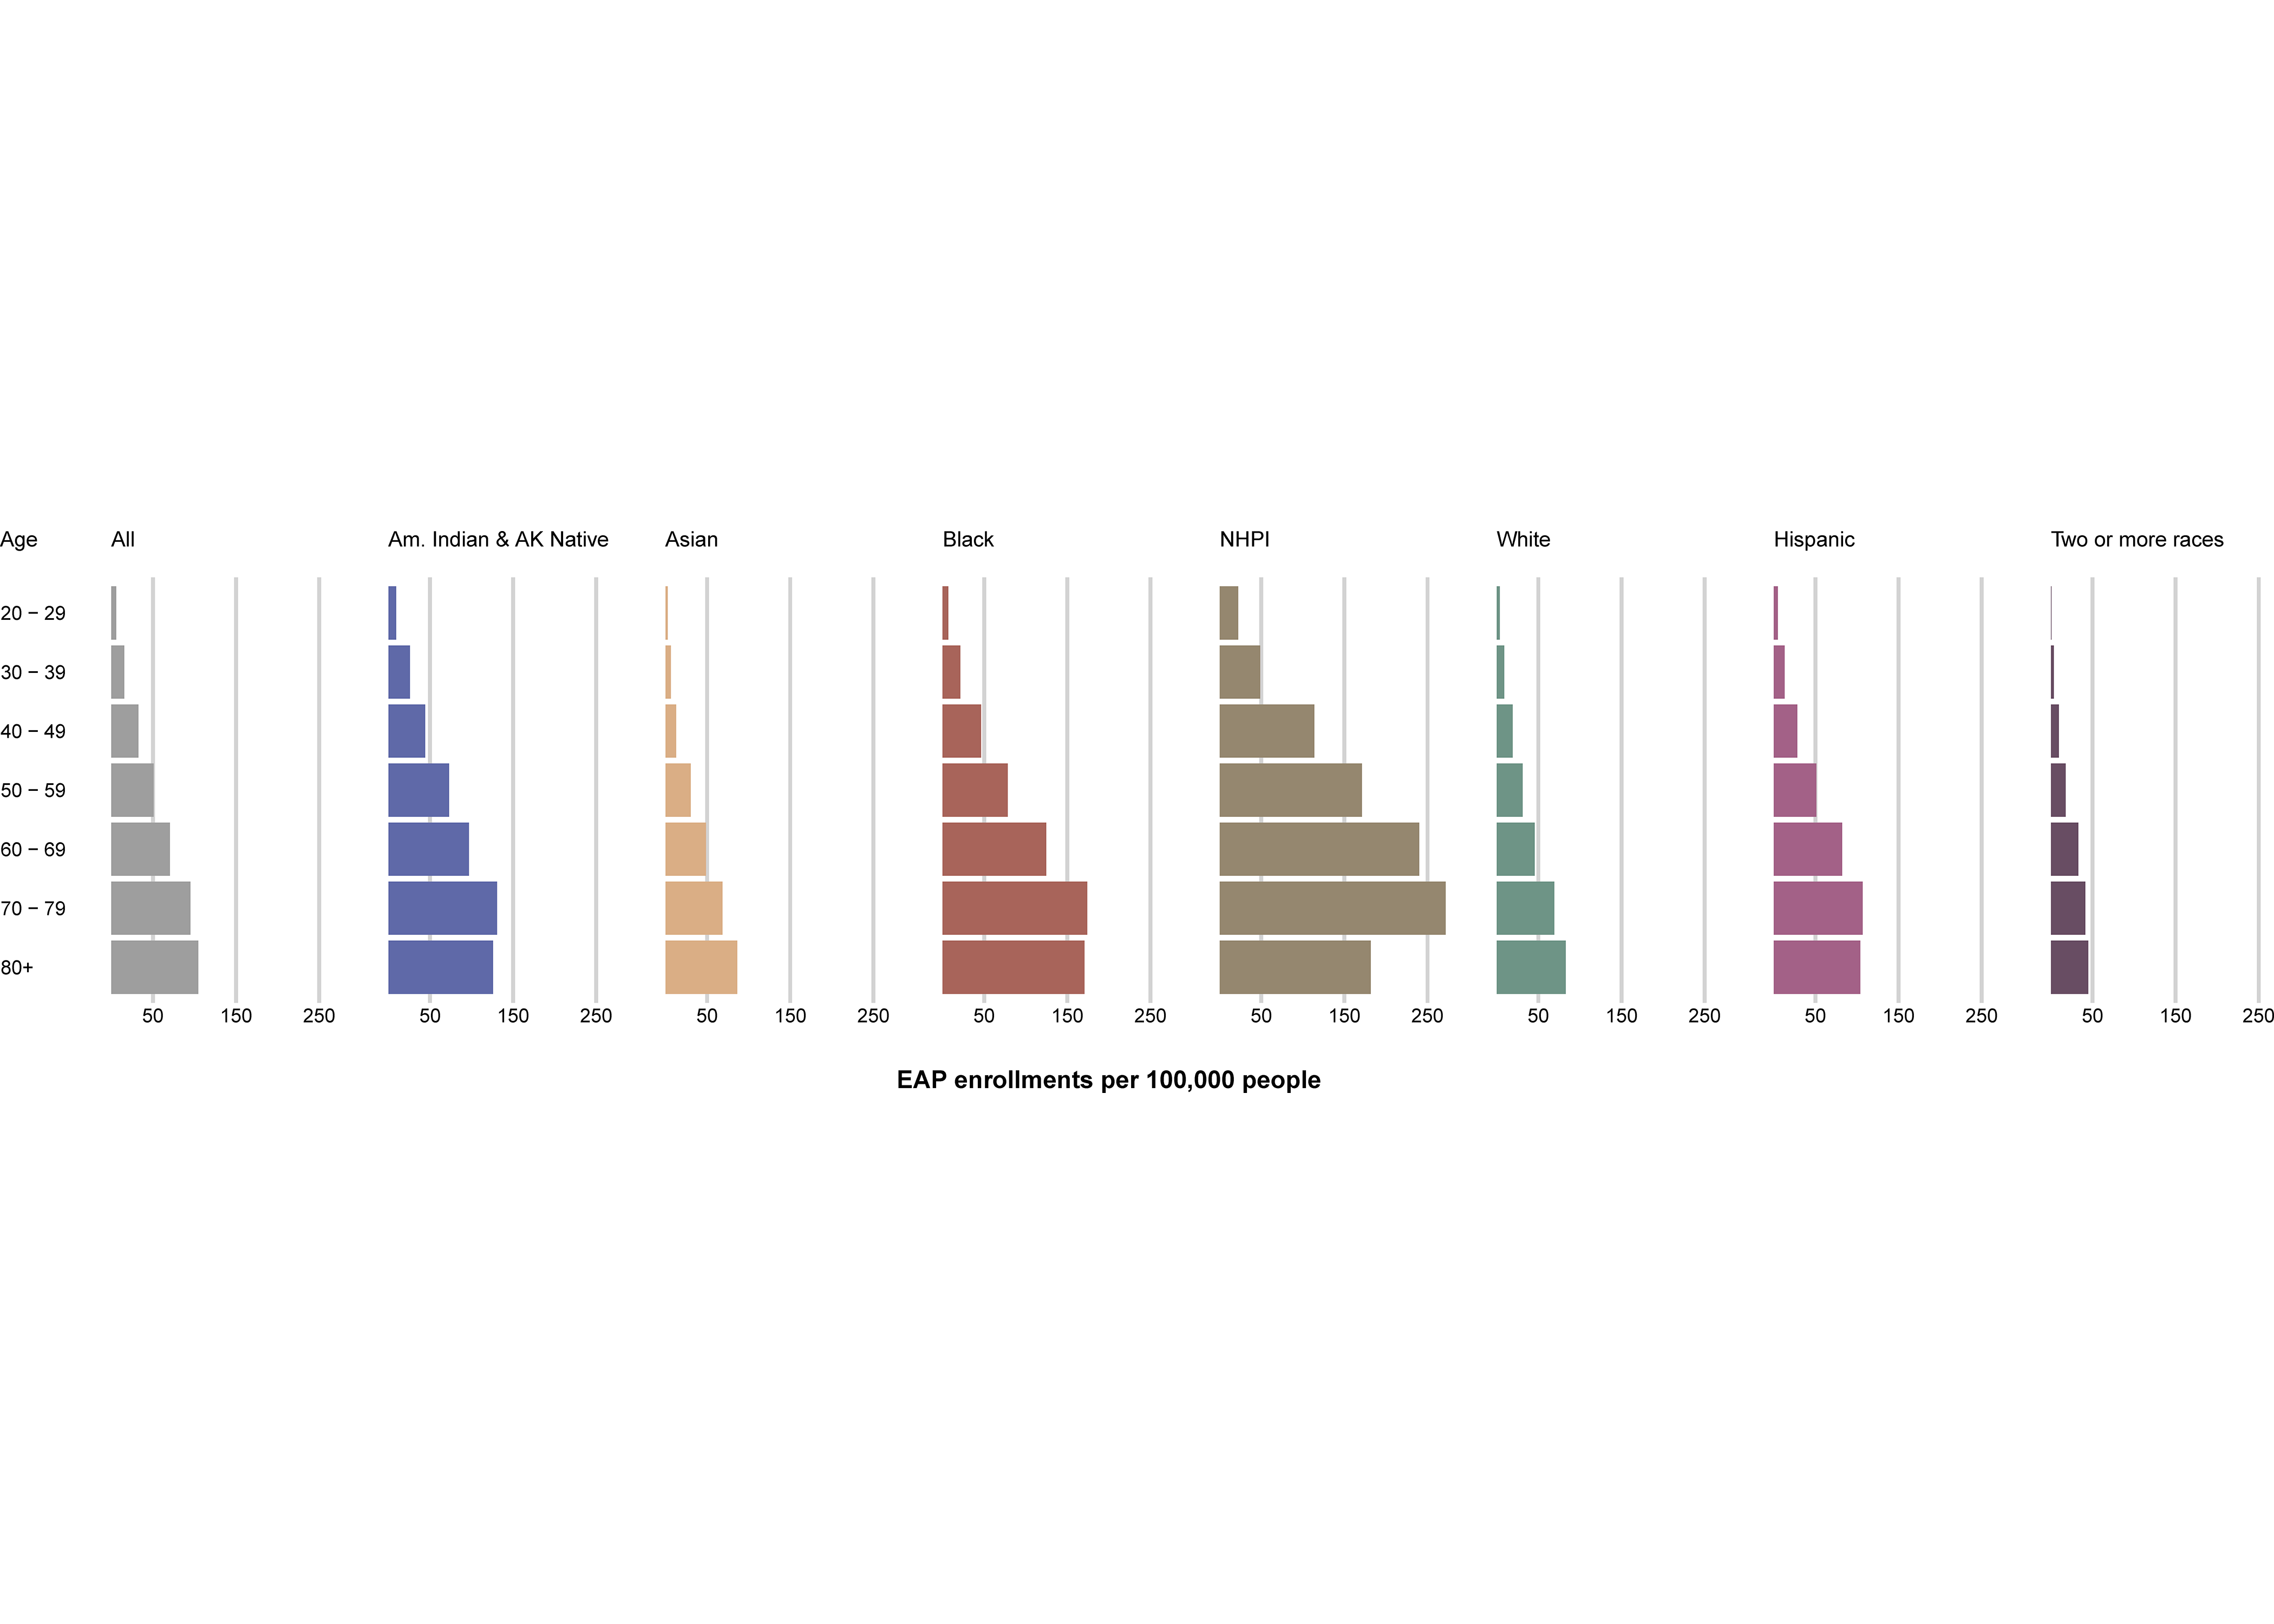 Age All Am. Indian & AK Native Asian Black NHPI White Hispanic Two or more races
20 − 29
30 − 39
40 − 49
50 − 59
60 − 69
70 − 79
80+
50 150 250 50 150 250 50 150 250 50 150 250 50 150 250 50 150 250 50 150 250 50 150 250
EAP enrollments per 100,000 people